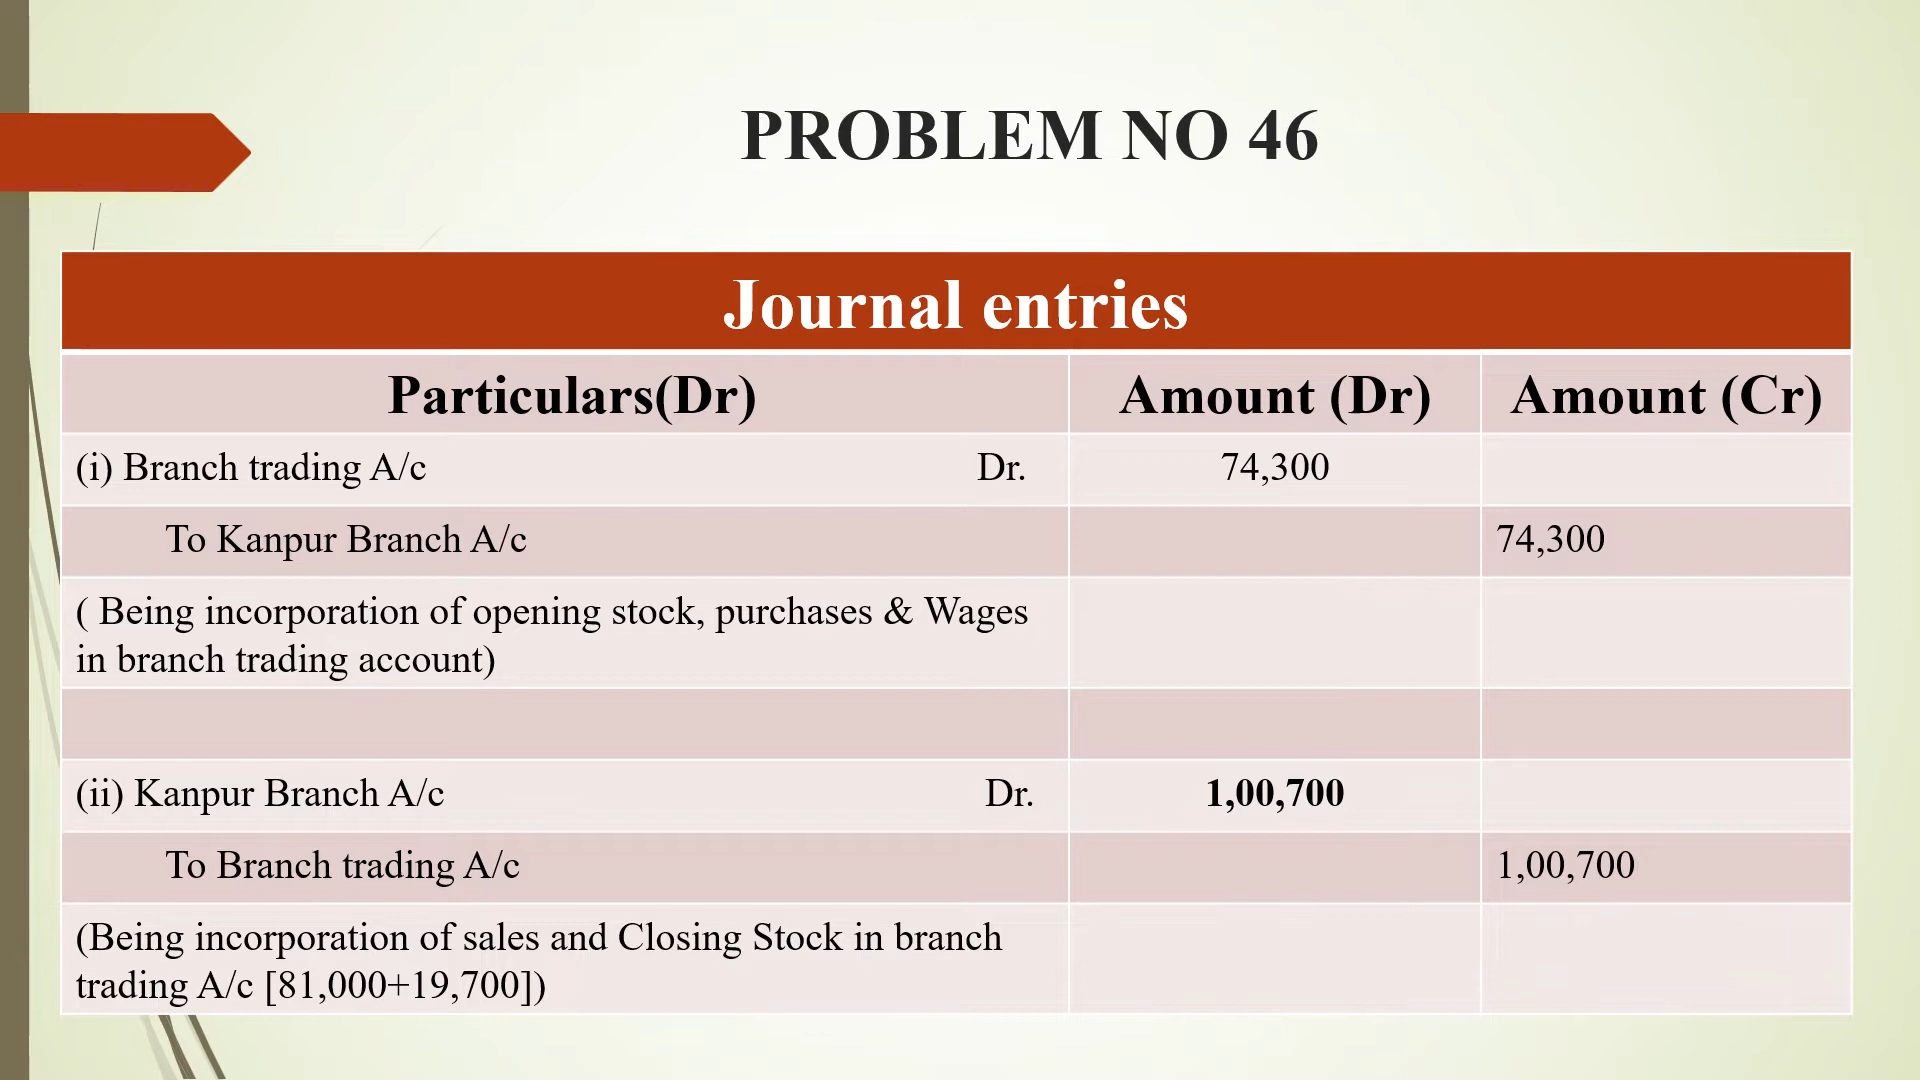 PROBLEM NO 46
Journal entries
Particulars(Dr) Amount (Dr) Amount (Cr)
(i) Branch trading A/c Dr. 74,300
To Kanpur Branch A/c 74,300
( Being incorporation of opening stock, purchases & Wages
in branch trading account)
(ii) Kanpur Branch A/c Dr. 1,00,700
To Branch trading A/c 1,00,700
(Being incorporation of sales and Closing Stock in branch
trading A/c [81,000+19,700])